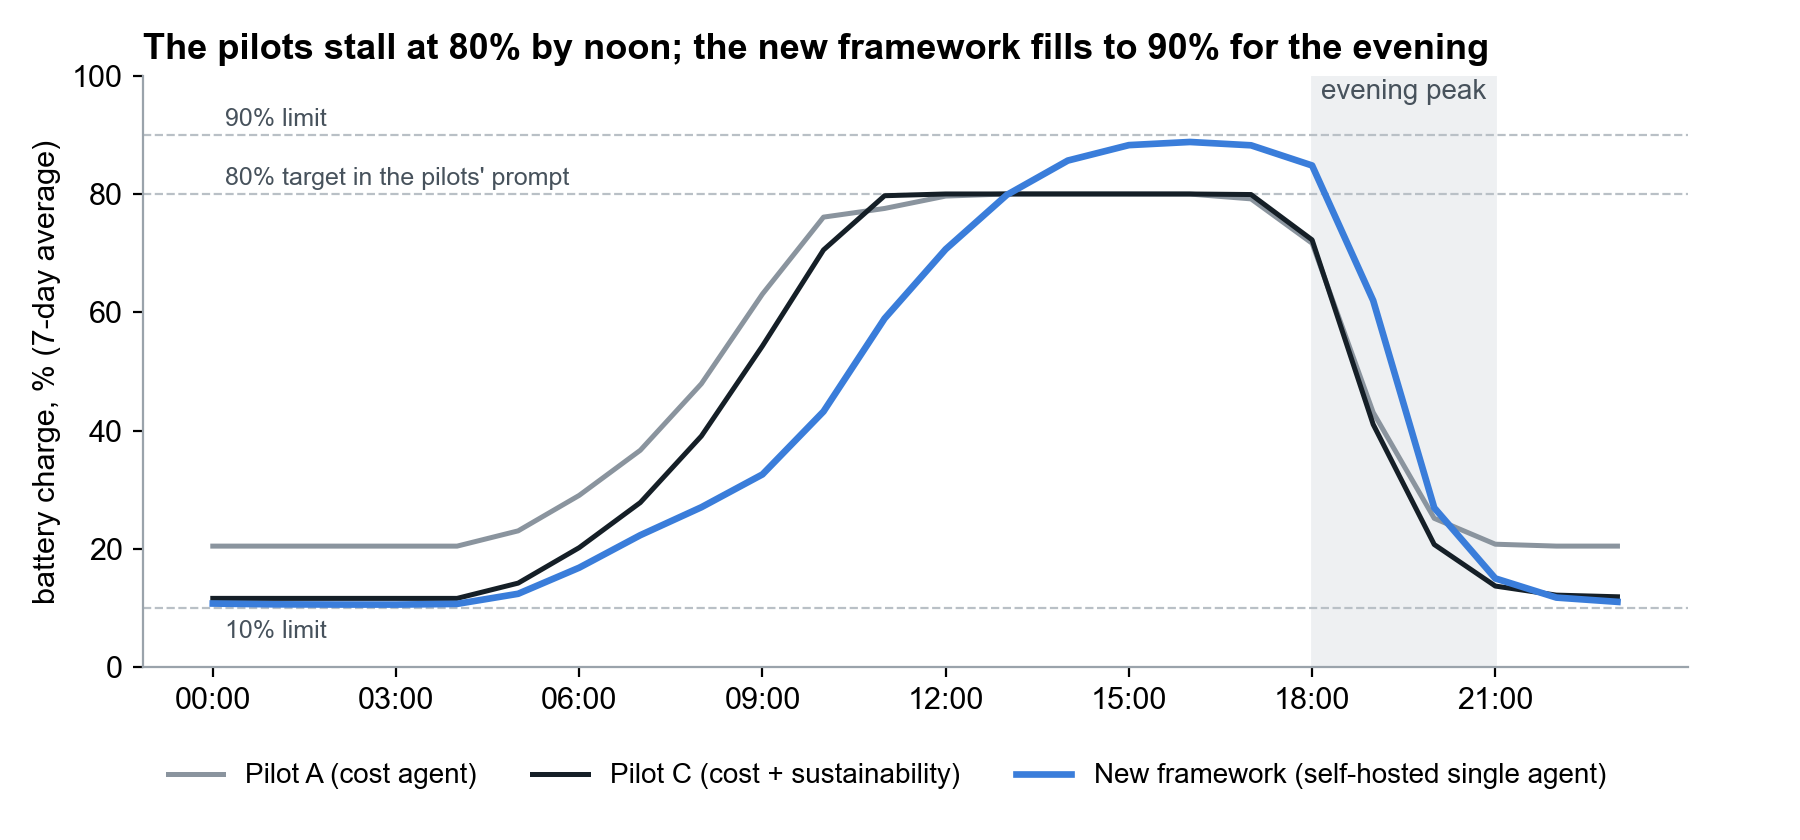 The pilots stall at 80% by noon; the new framework fills to 90% for the evening
battery charge, % (7-day average)
100
80
60
40
20
0
evening peak
90% limit
80% target in the pilots' prompt
10% limit
00:00 03:00 06:00 09:00 12:00 15:00 18:00 21:00
Pilot A (cost agent) Pilot C (cost + sustainability) New framework (self-hosted single agent)